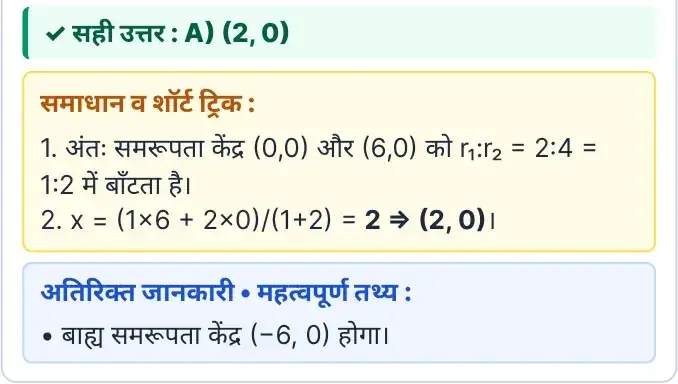 ✓ सही उत्तर : A) (2, 0)
समाधान व शॉर्ट ट्रिक :
1. अंतः समरूपता केंद्र (0,0) और (6,0) को r₁:r₂ = 2:4 =
1:2 में बाँटता है।
2. x = (1×6 + 2×0)/(1+2) = 2 ⇒ (2, 0)।
अतिरिक्त जानकारी • महत्वपूर्ण तथ्य :
• बाह्य समरूपता केंद्र (−6, 0) होगा।